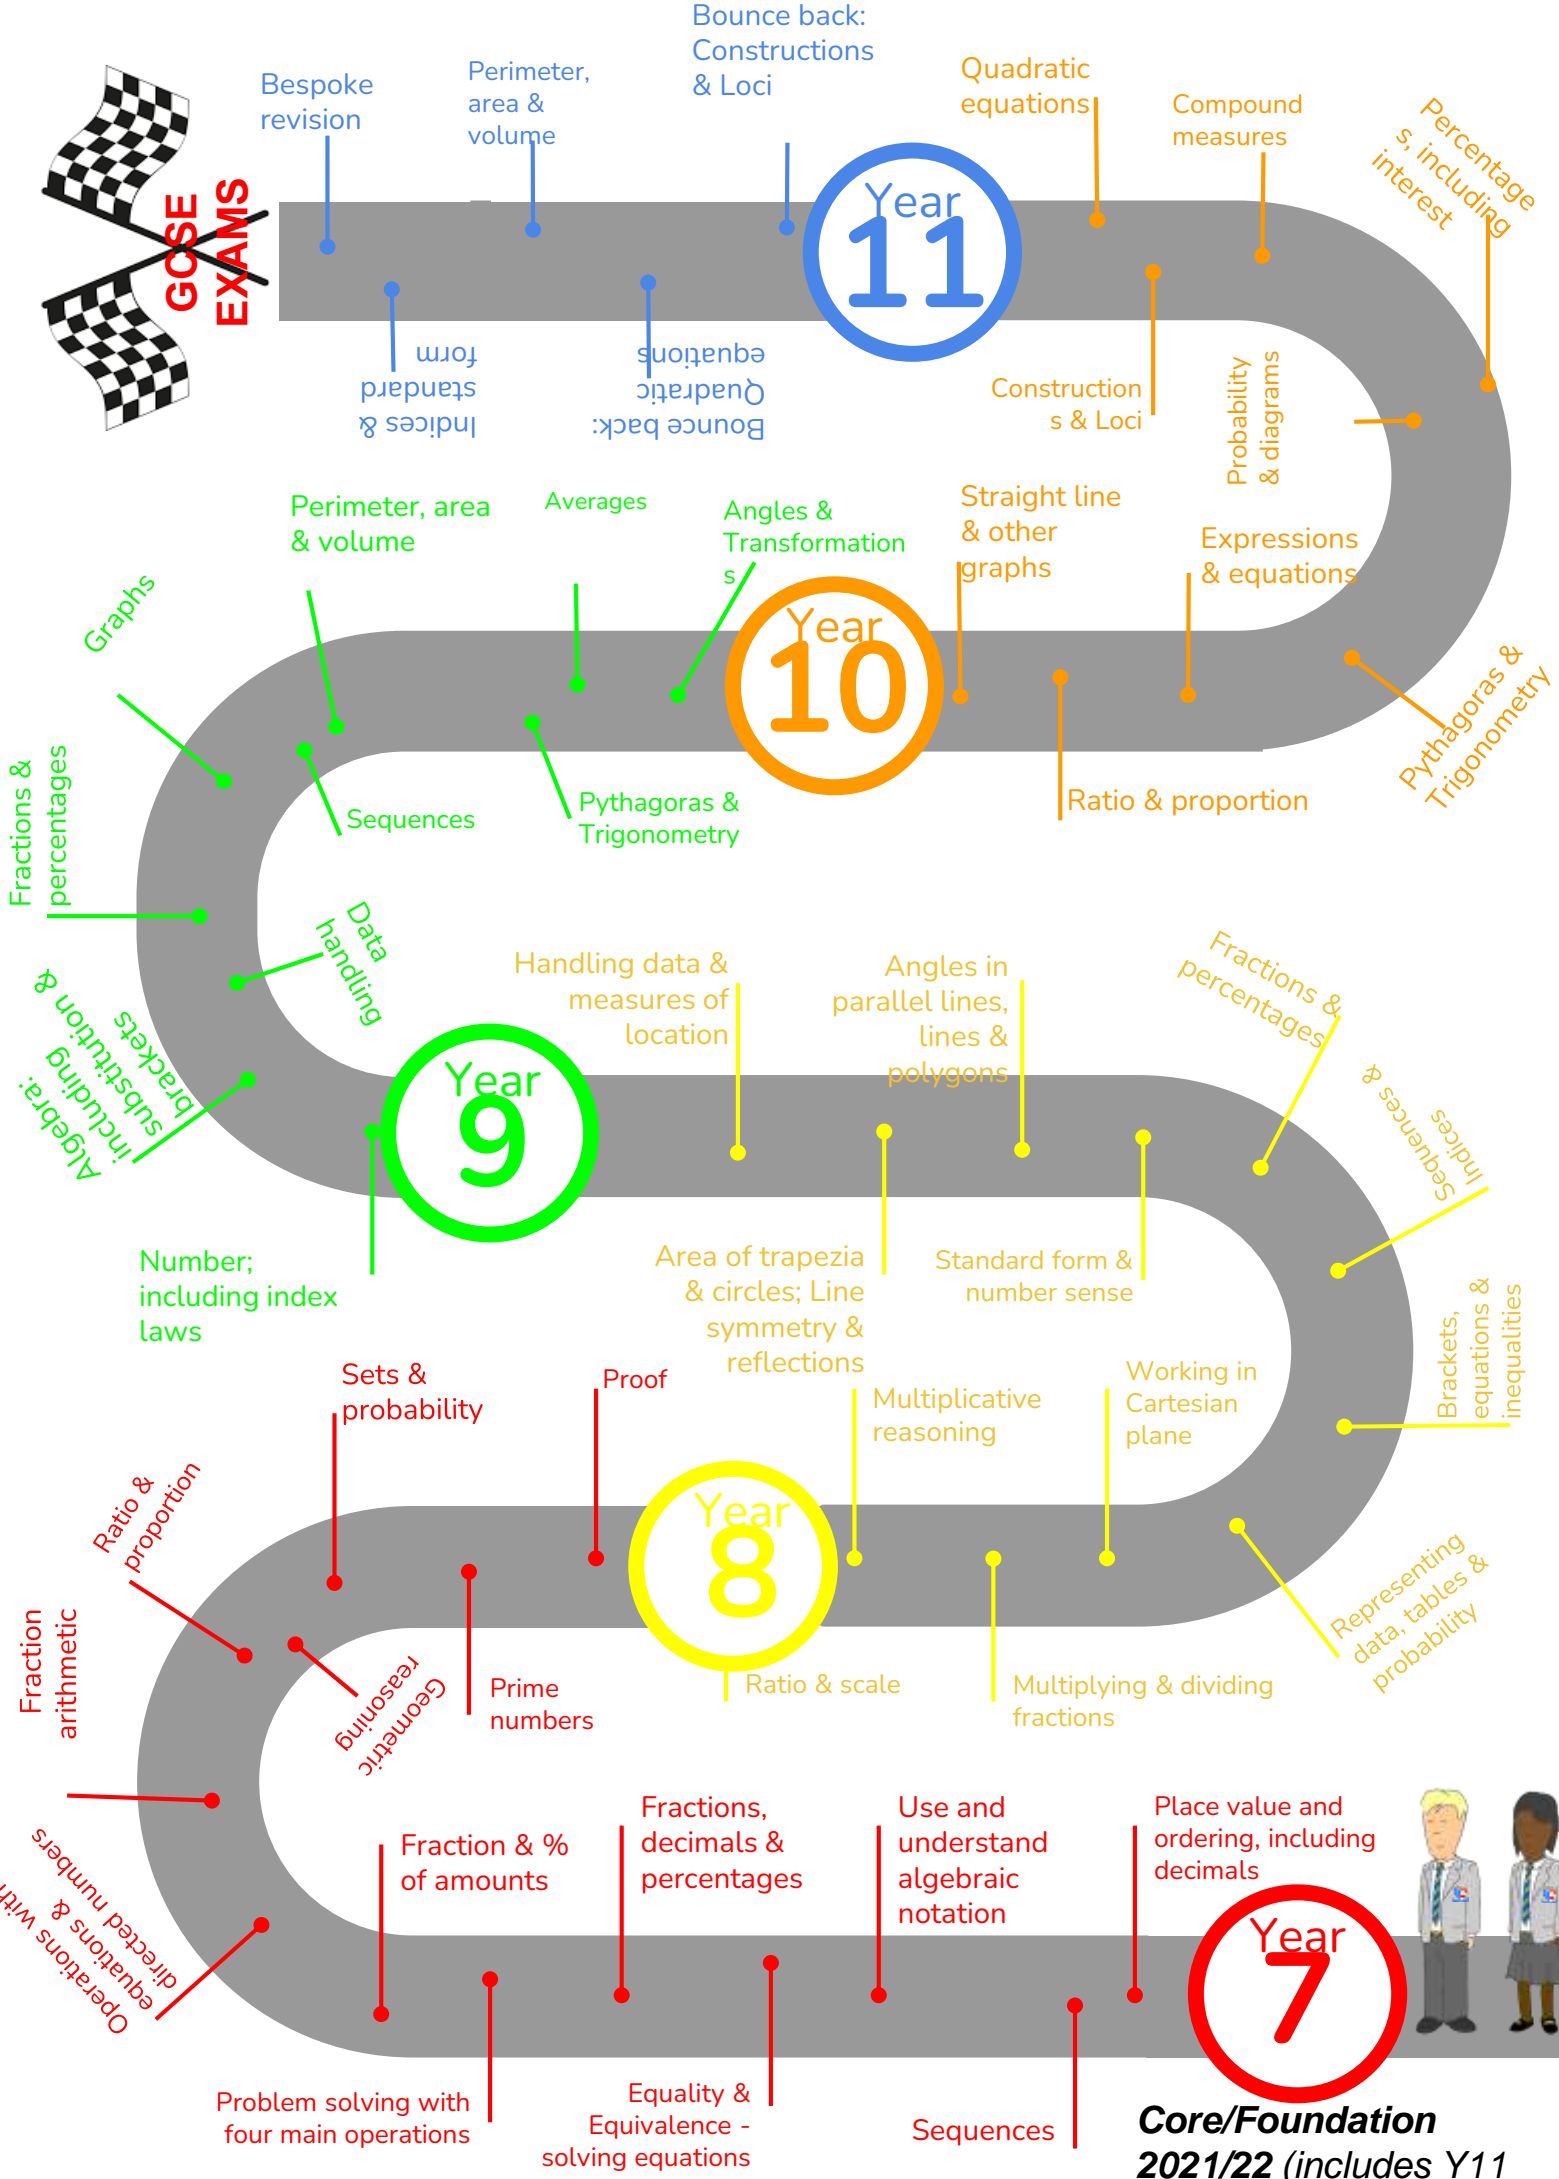 Bounce back:
Constructions
& Loci
Bespoke
revision
Perimeter,
area &
volume
Quadratic
equations
Compound
measures
Percentage
s, including
interest
GCSE
EXAMS
Year
11
Indices &
standard
form
Bounce back:
Quadratic
equations
Construction
s & Loci
Probability
& diagrams
Perimeter, area
& volume
Averages
Angles &
Transformation
s
Straight line
& other
graphs
Expressions
& equations
Graphs
Year
10
Pythagoras &
Trigonometry
Fractions &
percentages
Sequences
Pythagoras &
Trigonometry
Ratio & proportion
Data
handling
Handling data &
measures of
location
Angles in
parallel lines,
lines &
polygons
Fractions &
percentages
Algebra:
including
substitution &
brackets
Year
9
Sequences &
Indices
Number;
including index
laws
Area of trapezia
& circles; Line
symmetry &
reflections
Standard form &
number sense
Brackets,
equations &
inequalities
Sets &
probability
Proof
Multiplicative
reasoning
Working in
Cartesian
plane
Ratio &
proportion
Year
8
Representing
data, tables &
probability
Fraction
arithmetic
Geometric
reasoning
Prime
numbers
Ratio & scale
Multiplying & dividing
fractions
Operations with
equations &
directed numbers
Fraction & %
of amounts
Fractions,
decimals &
percentages
Use and
understand
algebraic
notation
Place value and
ordering, including
decimals
Year
7
Problem solving with
four main operations
Equality &
Equivalence -
solving equations
Sequences
Core/Foundation
2021/22 (includes Y11